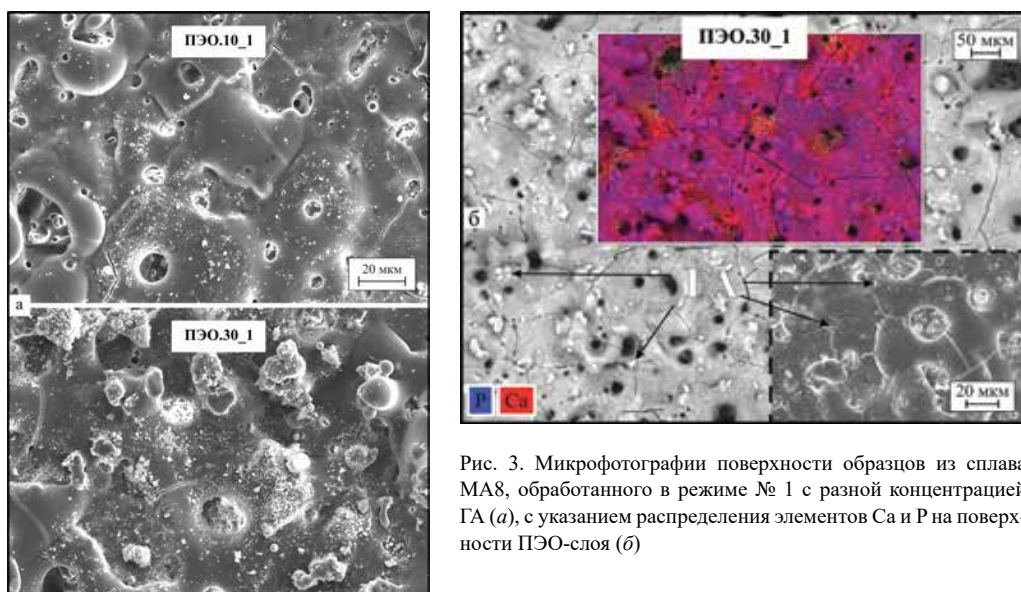 ПЭО.10_1
20 мкм
а
ПЭО.30_1
ПЭО.30_1
50 мкм
б
P
Ca
20 мкм
Рис. 3. Микрофотографии поверхности образцов из сплава
МА8, обработанного в режиме № 1 с разной концентрацией
ГА (а), с указанием распределения элементов Ca и P на поверх-
ности ПЭО-слоя (б)